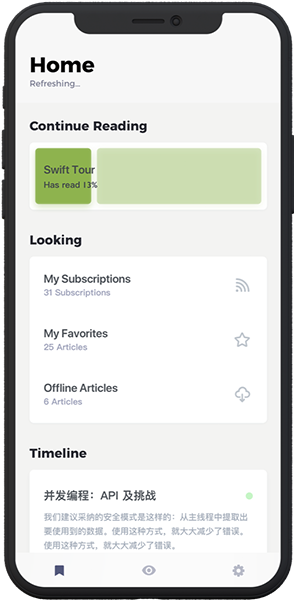 Home
Refreshing...
Continue Reading
Swift Tour
Has read 13%
Looking
My Subscriptions
31 Subscriptions
My Favorites
25 Articles
Offline Articles
6 Articles
Timeline
并发编程：API 及挑战
我们建议采纳的安全模式是这样的：从主线程中提取出
要使用到的数据。使用这种方式，就大大减少了错误。
使用这种方式，就大大减少了错误。